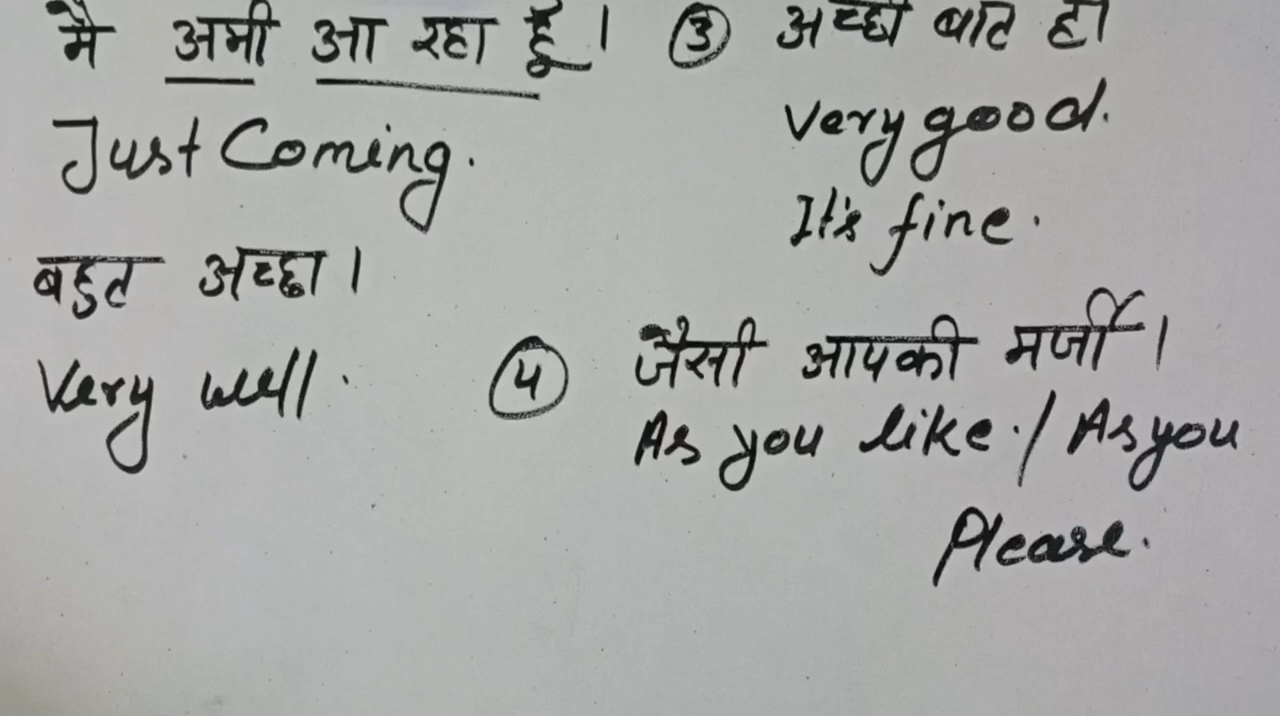 मै अभी आ रहा हूँ।
Just Coming.
बहुत अच्छा।
Very well.
③ अच्छी बात है।
Very good.
It's fine.
④ जैसी आपकी मर्जी।
As you like./ As you
Please.